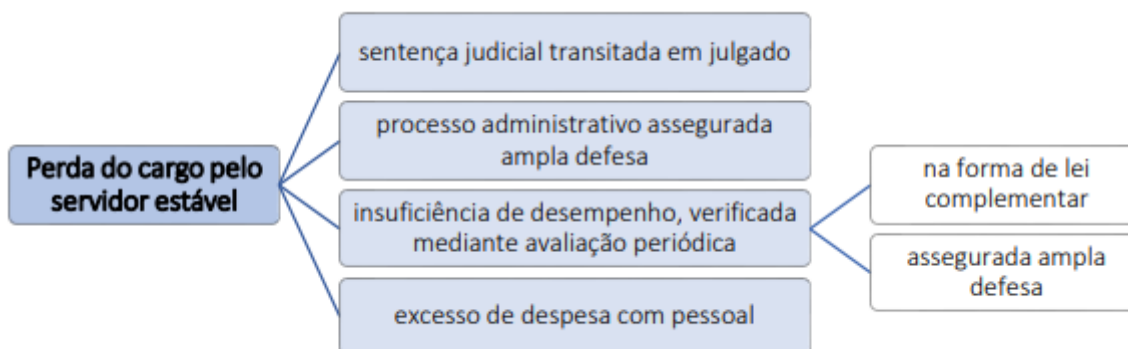 Perda do cargo pelo
servidor estável
sentença judicial transitada em julgado
processo administrativo assegurada
ampla defesa
insuficiência de desempenho, verificada
mediante avaliação periódica
na forma de lei
complementar
assegurada ampla
defesa
excesso de despesa com pessoal